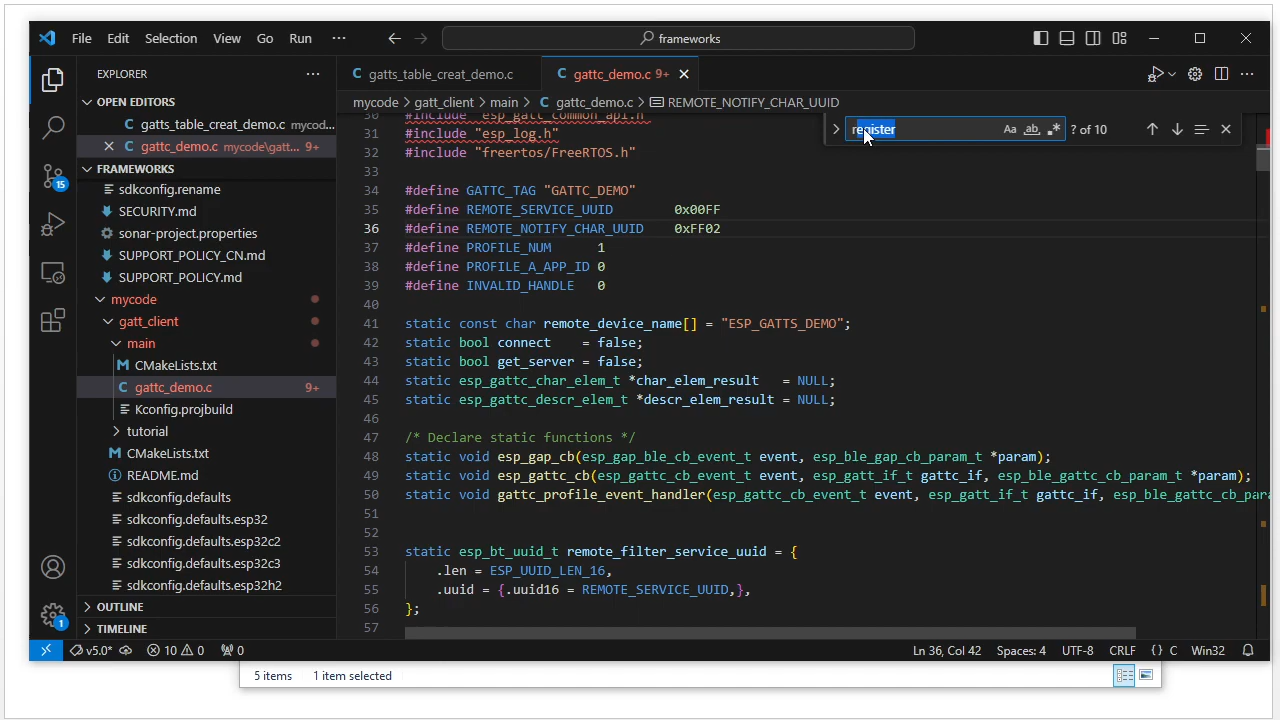 File Edit Selection View Go Run ··· frameworks
EXPLORER ···
OPEN EDITORS
gatts_table_creat_demo.c mycod...
gattc_demo.c mycode\gatt... 9+
FRAMEWORKS
sdkconfig.rename
SECURITY.md
sonar-project.properties
SUPPORT_POLICY_CN.md
SUPPORT_POLICY.md
mycode
gatt_client
main
CMakeLists.txt
gattc_demo.c 9+
Kconfig.projbuild
tutorial
CMakeLists.txt
README.md
sdkconfig.defaults
sdkconfig.defaults.esp32
sdkconfig.defaults.esp32c2
sdkconfig.defaults.esp32c3
sdkconfig.defaults.esp32h2
OUTLINE
TIMELINE
15
1
C gatts_table_creat_demo.c C gattc_demo.c 9+
mycode > gatt_client > main > C gattc_demo.c > REMOTE_NOTIFY_CHAR_UUID
register Aa ab .* ? of 10
30 #include "esp_gatt_common_api.h"
31 #include "esp_log.h"
32 #include "freertos/FreeRTOS.h"
33
34 #define GATTC_TAG "GATTC_DEMO"
35 #define REMOTE_SERVICE_UUID 0x00FF
36 #define REMOTE_NOTIFY_CHAR_UUID 0xFF02
37 #define PROFILE_NUM 1
38 #define PROFILE_A_APP_ID 0
39 #define INVALID_HANDLE 0
40
41 static const char remote_device_name[] = "ESP_GATTS_DEMO";
42 static bool connect = false;
43 static bool get_server = false;
44 static esp_gattc_char_elem_t *char_elem_result = NULL;
45 static esp_gattc_descr_elem_t *descr_elem_result = NULL;
46
47 /* Declare static functions */
48 static void esp_gap_cb(esp_gap_ble_cb_event_t event, esp_ble_gap_cb_param_t *param);
49 static void esp_gattc_cb(esp_gattc_cb_event_t event, esp_gatt_if_t gattc_if, esp_ble_gattc_cb_param_t *param);
50 static void gattc_profile_event_handler(esp_gattc_cb_event_t event, esp_gatt_if_t gattc_if, esp_ble_gattc_cb_para
51
52
53 static esp_bt_uuid_t remote_filter_service_uuid = {
54 .len = ESP_UUID_LEN_16,
55 .uuid = {.uuid16 = REMOTE_SERVICE_UUID,},
56 };
57
v5.0* 10 0 0 Ln 36, Col 42 Spaces: 4 UTF-8 CRLF {} C Win32
5 items 1 item selected